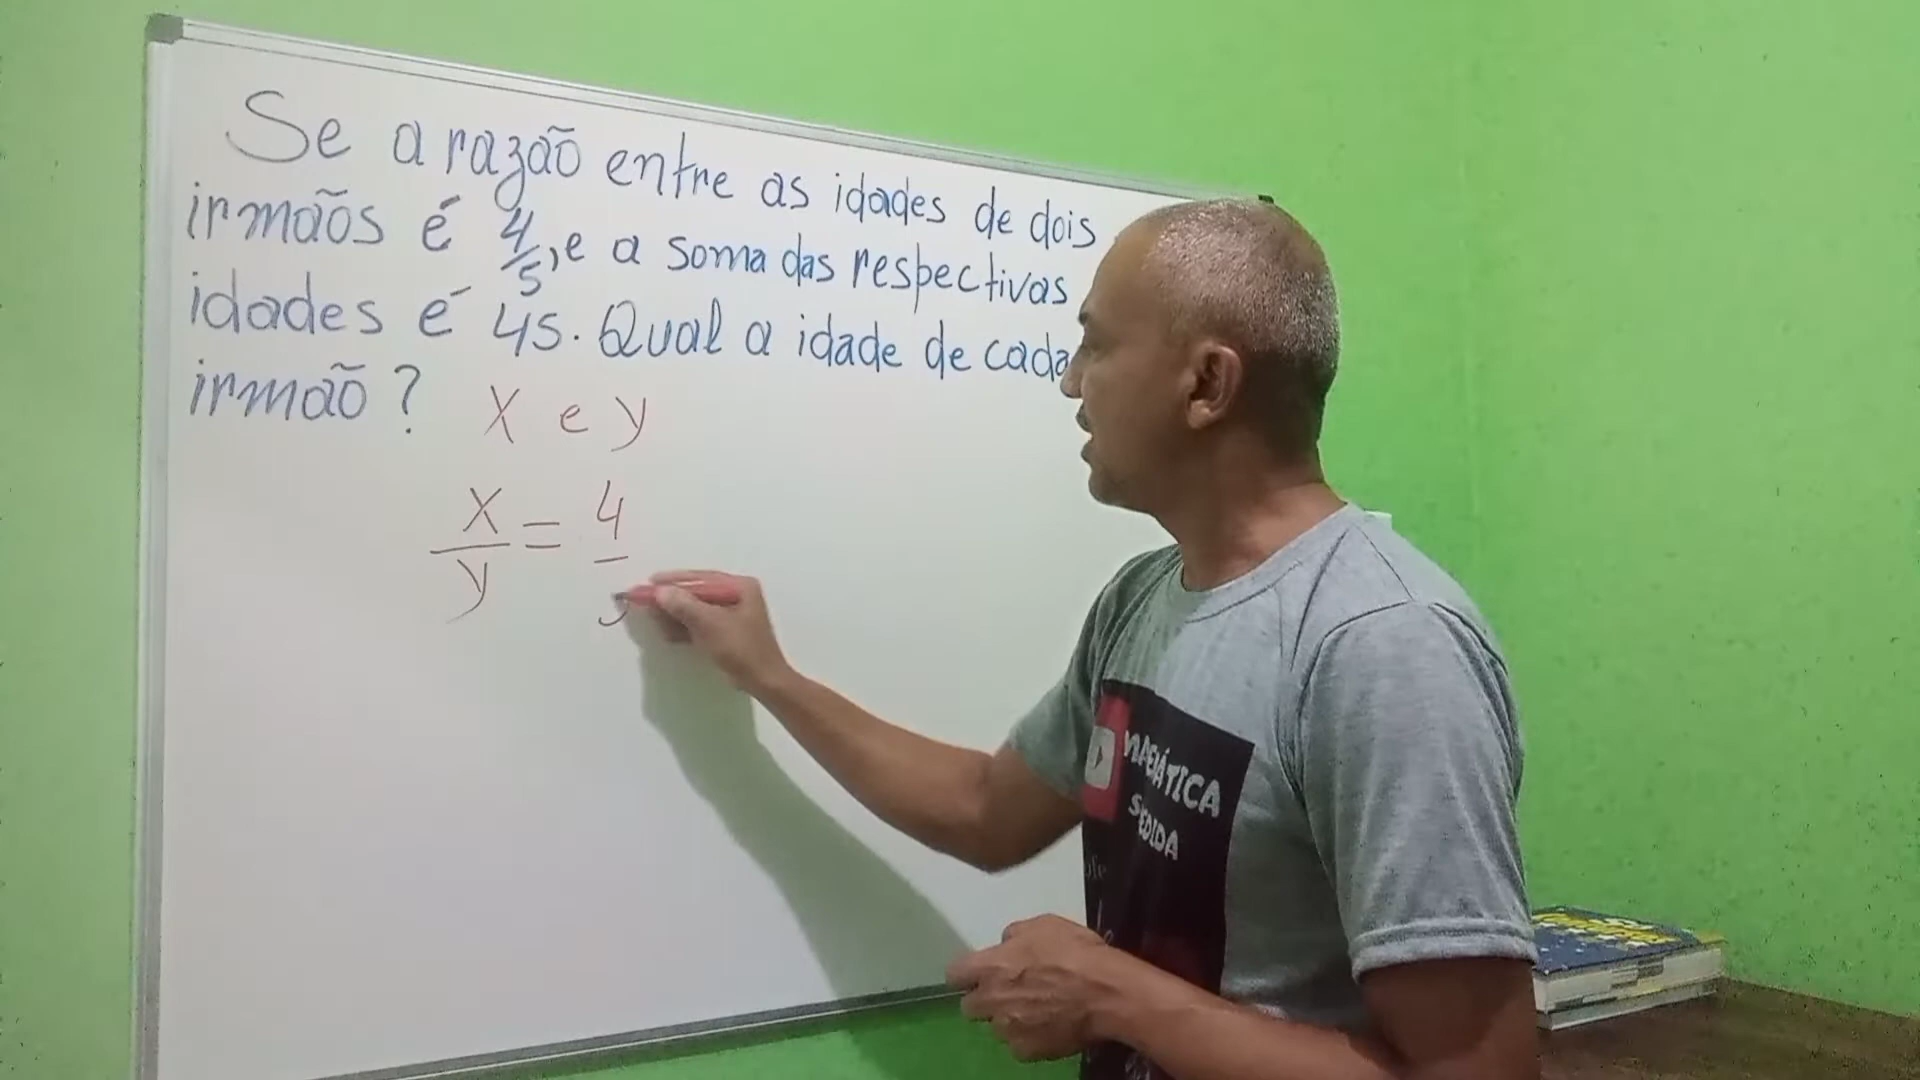 Se a razão entre as idades de dois
irmãos é 4/5, e a soma das respectivas
idades é 45. Qual a idade de cada
irmão? x e y
x/y = 4/5
MATEMÁTICA